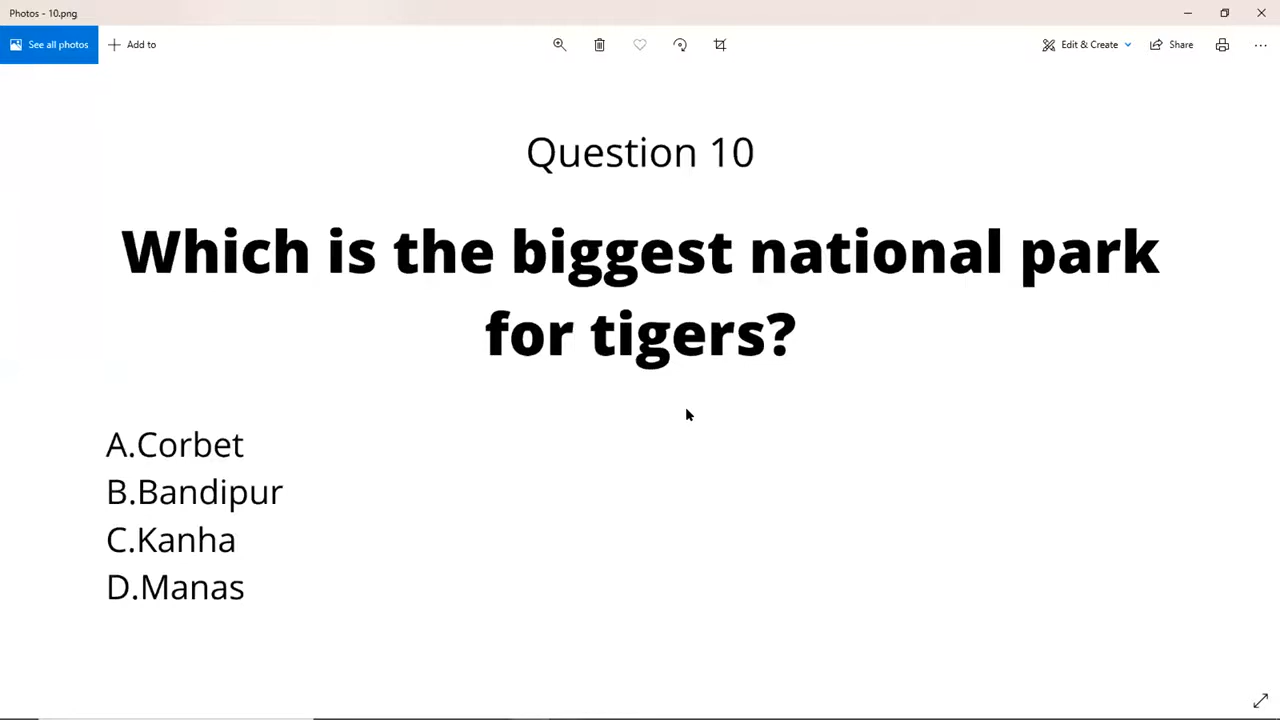 Photos - 10.png
See all photos
Add to
Edit & Create
Share
Question 10
Which is the biggest national park
for tigers?
A.Corbet
B.Bandipur
C.Kanha
D.Manas